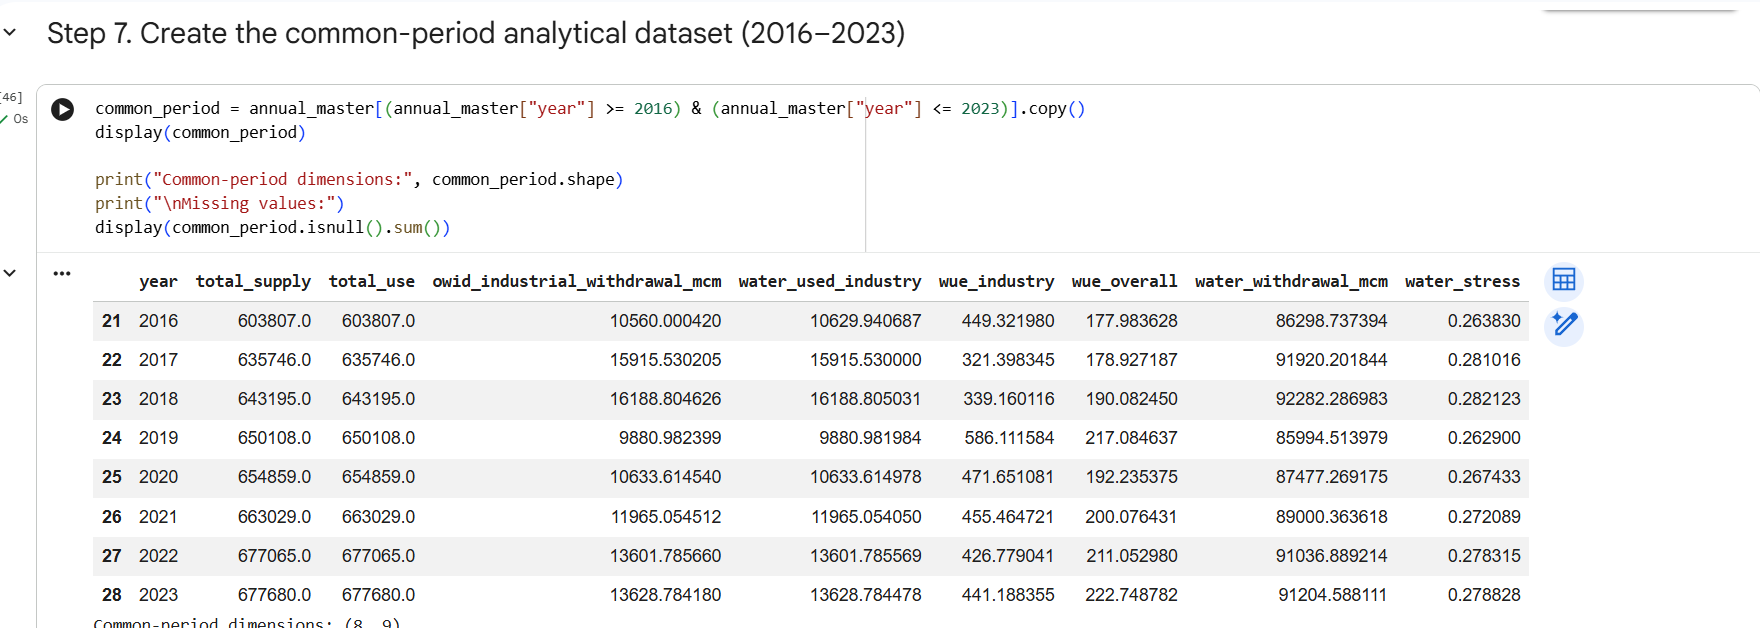 Step 7. Create the common-period analytical dataset (2016–2023)
[46]
0s
common_period = annual_master[(annual_master["year"] >= 2016) & (annual_master["year"] <= 2023)].copy()
display(common_period)
print("Common-period dimensions:", common_period.shape)
print("\nMissing values:")
display(common_period.isnull().sum())
year total_supply total_use owid_industrial_withdrawal_mcm water_used_industry wue_industry wue_overall water_withdrawal_mcm water_stress
21 2016 603807.0 603807.0 10560.000420 10629.940687 449.321980 177.983628 86298.737394 0.263830
22 2017 635746.0 635746.0 15915.530205 15915.530000 321.398345 178.927187 91920.201844 0.281016
23 2018 643195.0 643195.0 16188.804626 16188.805031 339.160116 190.082450 92282.286983 0.282123
24 2019 650108.0 650108.0 9880.982399 9880.981984 586.111584 217.084637 85994.513979 0.262900
25 2020 654859.0 654859.0 10633.614540 10633.614978 471.651081 192.235375 87477.269175 0.267433
26 2021 663029.0 663029.0 11965.054512 11965.054050 455.464721 200.076431 89000.363618 0.272089
27 2022 677065.0 677065.0 13601.785660 13601.785569 426.779041 211.052980 91036.889214 0.278315
28 2023 677680.0 677680.0 13628.784180 13628.784478 441.188355 222.748782 91204.588111 0.278828
Common-period dimensions: (8, 9)